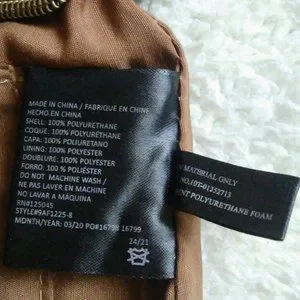 MADE IN CHINA / FABRIQUE EN CHINE
HECHO EN CHINA
SHELL: 100% POLYURETHANE
COQUE: 100% POLYURÉTHANE
CAPA: 100% POLIURETANO
LINING: 100% POLYESTER
DOUBLURE: 100% POLYESTER
FORRO: 100 % POLIÉSTER
DO NOT MACHINE WASH /
NE PAS LAVER EN MACHINE
NO LAVAR A MÁQUINA
RN#125045
STYLE#9SAF1225-8
MONTH/YEAR: 03/20 PO#16798 16799
24/21
MATERIAL ONLY
POLYURETHANE FOAM